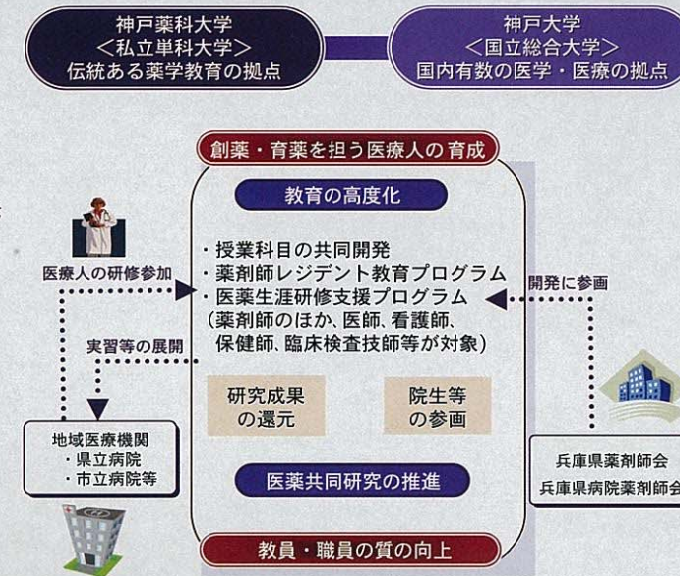 神戸薬科大学
＜私立単科大学＞
伝統ある薬学教育の拠点
神戸大学
＜国立総合大学＞
国内有数の医学・医療の拠点
創薬・育薬を担う医療人の育成
教育の高度化
・授業科目の共同開発
・薬剤師レジデント教育プログラム
・医薬生涯研修支援プログラム
（薬剤師のほか、医師、看護師、
保健師、臨床検査技師等が対象）
医療人の研修参加
開発に参画
実習等の展開
研究成果
の還元
院生等
の参画
地域医療機関
・県立病院
・市立病院等
兵庫県薬剤師会
兵庫県病院薬剤師会
医薬共同研究の推進
教員・職員の質の向上